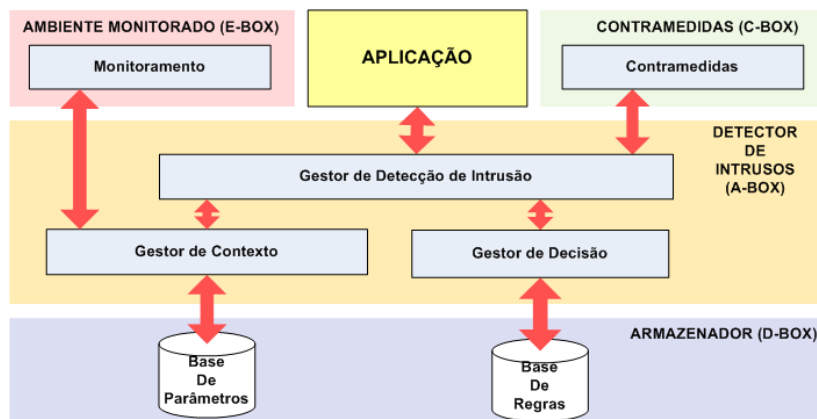 AMBIENTE MONITORADO (E-BOX)
Monitoramento
APLICAÇÃO
CONTRAMEDIDAS (C-BOX)
Contramedidas
DETECTOR
DE
INTRUSOS
(A-BOX)
Gestor de Detecção de Intrusão
Gestor de Contexto
Gestor de Decisão
ARMAZENADOR (D-BOX)
Base
De
Parâmetros
Base
De
Regras